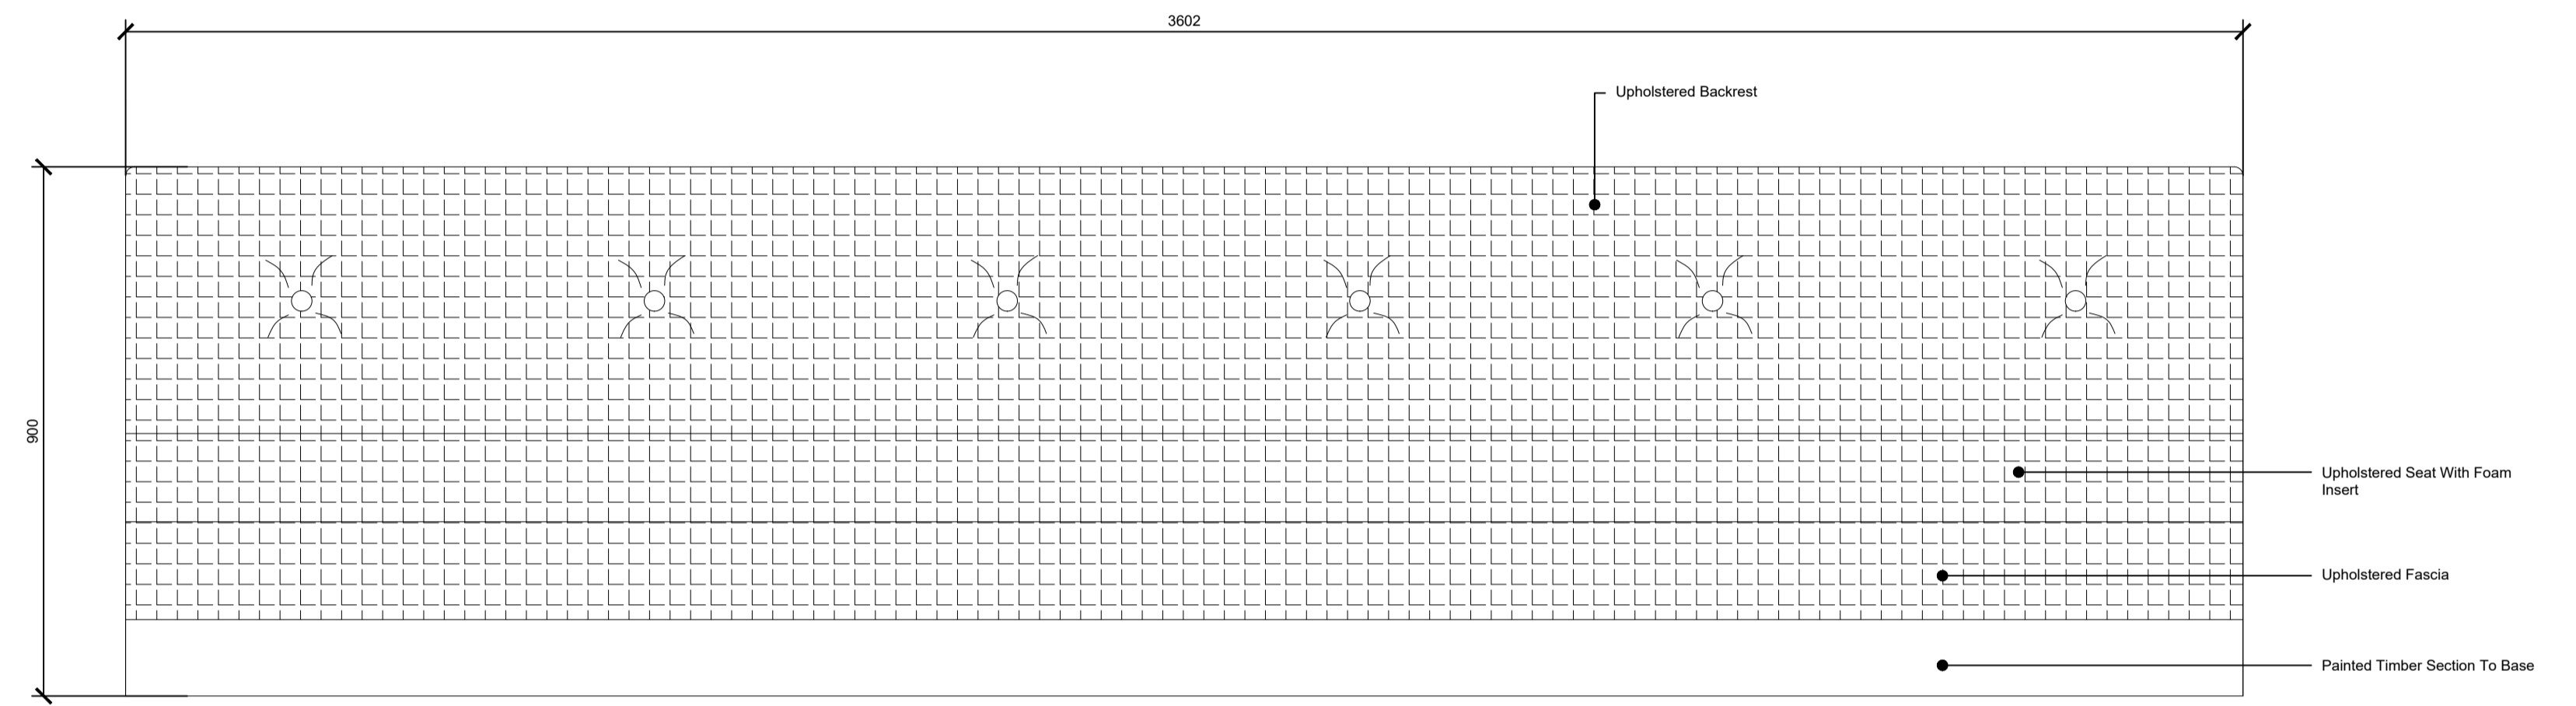 3602
Upholstered Backrest
900
Upholstered Seat With Foam
Insert
Upholstered Fascia
Painted Timber Section To Base